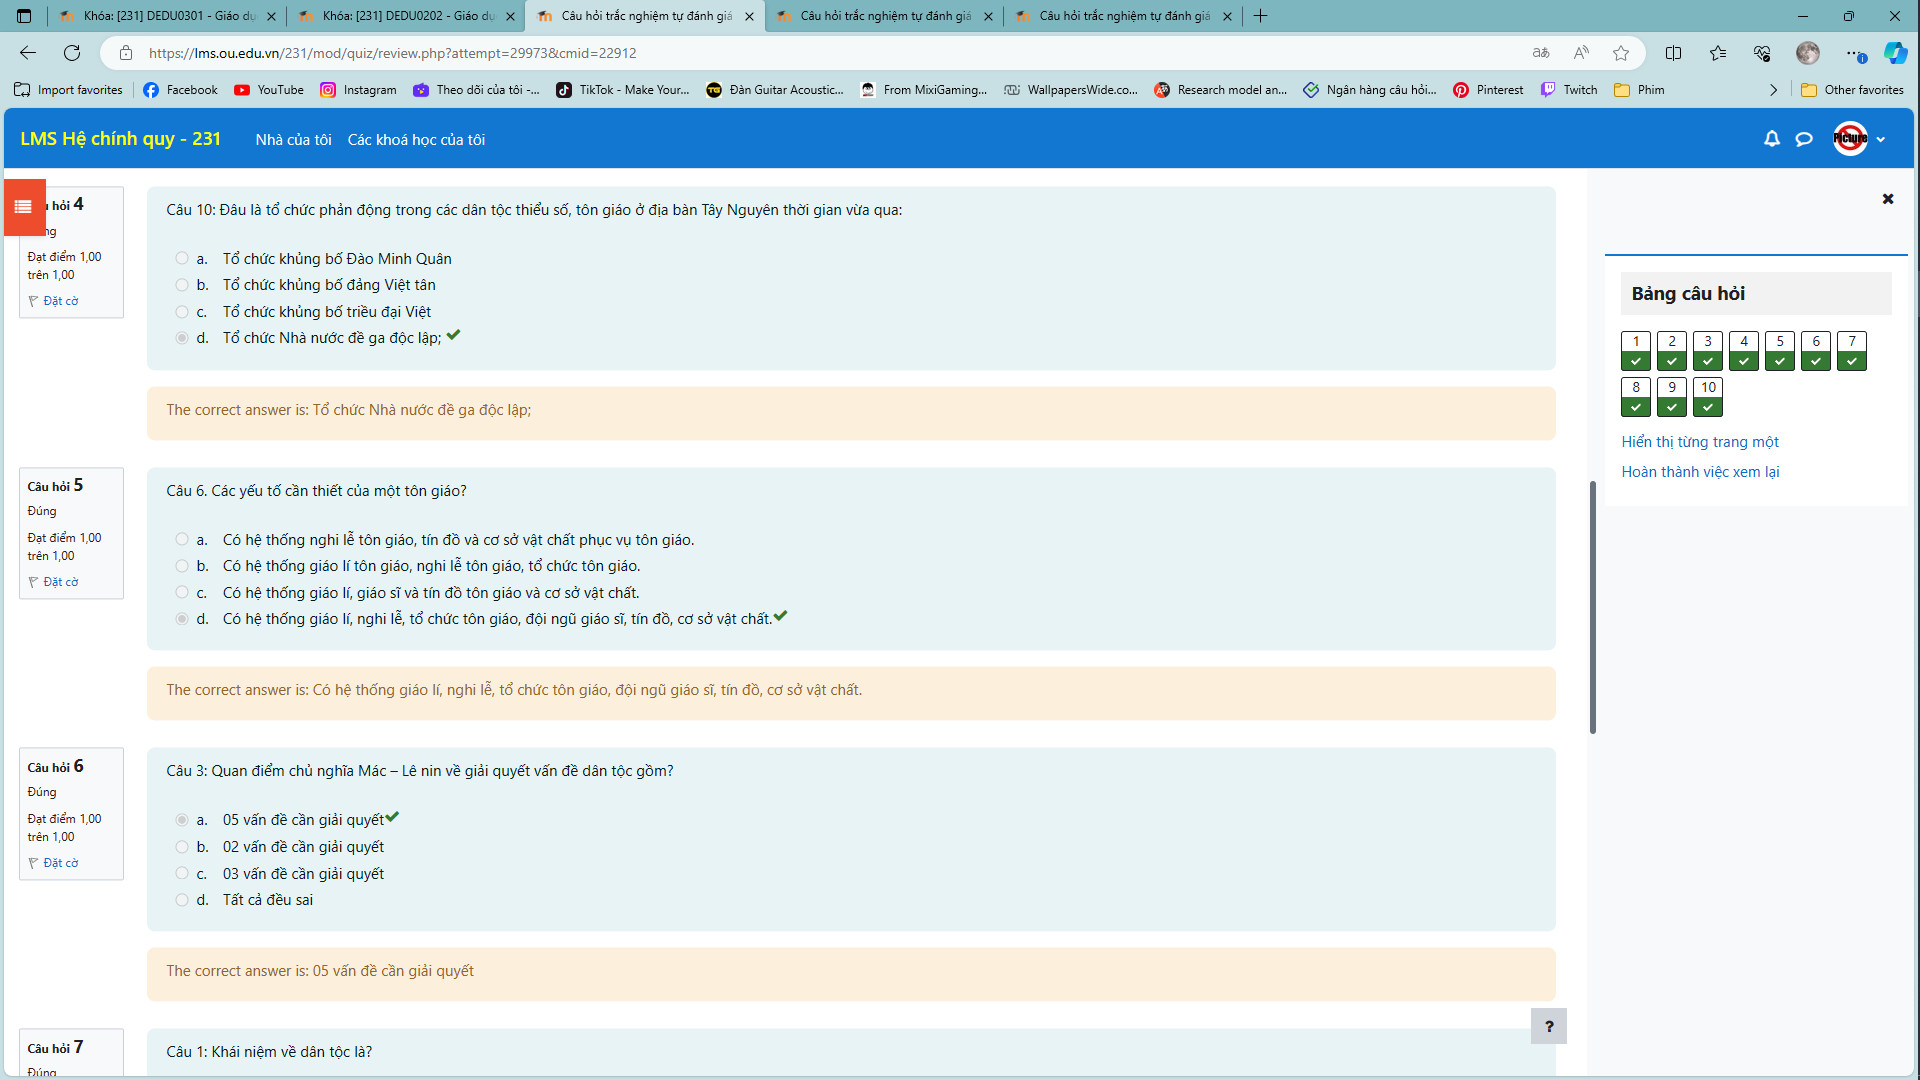 Khóa: [231] DEDU0301 - Giáo dụ
Khóa: [231] DEDU0202 - Giáo dụ
Câu hỏi trắc nghiệm tự đánh giá
Câu hỏi trắc nghiệm tự đánh giá
Câu hỏi trắc nghiệm tự đánh giá
https://lms.ou.edu.vn/231/mod/quiz/review.php?attempt=29973&cmid=22912
Import favorites
Facebook
YouTube
Instagram
Theo dõi của tôi -...
TikTok - Make Your...
Đàn Guitar Acoustic...
From MixiGaming...
WallpapersWide.co...
Research model an...
Ngân hàng câu hỏi...
Pinterest
Twitch
Phim
Other favorites
LMS Hệ chính quy - 231
Nhà của tôi
Các khoá học của tôi
Picture
hỏi 4
ng
Đạt điểm 1,00
trên 1,00
Đặt cờ
Câu 10: Đâu là tổ chức phản động trong các dân tộc thiểu số, tôn giáo ở địa bàn Tây Nguyên thời gian vừa qua:
a. Tổ chức khủng bố Đào Minh Quân
b. Tổ chức khủng bố đảng Việt tân
c. Tổ chức khủng bố triều đại Việt
d. Tổ chức Nhà nước đề ga độc lập;
The correct answer is: Tổ chức Nhà nước đề ga độc lập;
Câu hỏi 5
Đúng
Đạt điểm 1,00
trên 1,00
Đặt cờ
Câu 6. Các yếu tố cần thiết của một tôn giáo?
a. Có hệ thống nghi lễ tôn giáo, tín đồ và cơ sở vật chất phục vụ tôn giáo.
b. Có hệ thống giáo lí tôn giáo, nghi lễ tôn giáo, tổ chức tôn giáo.
c. Có hệ thống giáo lí, giáo sĩ và tín đồ tôn giáo và cơ sở vật chất.
d. Có hệ thống giáo lí, nghi lễ, tổ chức tôn giáo, đội ngũ giáo sĩ, tín đồ, cơ sở vật chất.
The correct answer is: Có hệ thống giáo lí, nghi lễ, tổ chức tôn giáo, đội ngũ giáo sĩ, tín đồ, cơ sở vật chất.
Câu hỏi 6
Đúng
Đạt điểm 1,00
trên 1,00
Đặt cờ
Câu 3: Quan điểm chủ nghĩa Mác – Lê nin về giải quyết vấn đề dân tộc gồm?
a. 05 vấn đề cần giải quyết
b. 02 vấn đề cần giải quyết
c. 03 vấn đề cần giải quyết
d. Tất cả đều sai
The correct answer is: 05 vấn đề cần giải quyết
Câu hỏi 7
Đúng
Câu 1: Khái niệm về dân tộc là?
Bảng câu hỏi
1 2 3 4 5 6 7
8 9 10
Hiển thị từng trang một
Hoàn thành việc xem lại
?